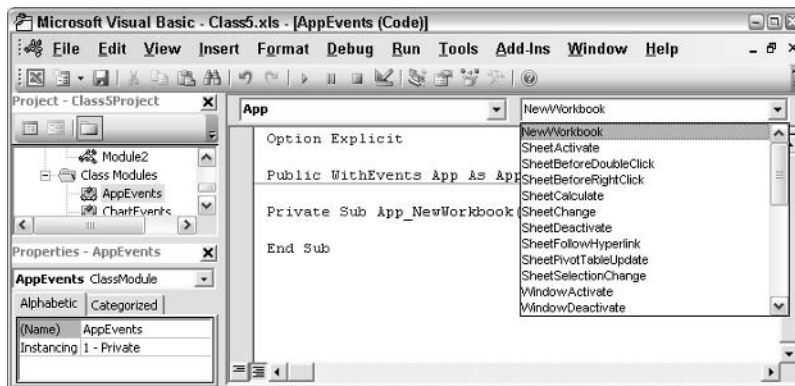 Microsoft Visual Basic - Class5.xls - [AppEvents (Code)]
File Edit View Insert Format Debug Run Tools Add-Ins Window Help
Project - Class5Project
Module2
Class Modules
AppEvents
ChartEvents
Properties - AppEvents
AppEvents ClassModule
Alphabetic Categorized
(Name) AppEvents
Instancing 1 - Private
App
NewWorkbook
Option Explicit
Public WithEvents App As App
Private Sub App_NewWorkbook(
End Sub
NewWorkbook
SheetActivate
SheetBeforeDoubleClick
SheetBeforeRightClick
SheetCalculate
SheetChange
SheetDeactivate
SheetFollowHyperlink
SheetPivotTableUpdate
SheetSelectionChange
WindowActivate
WindowDeactivate